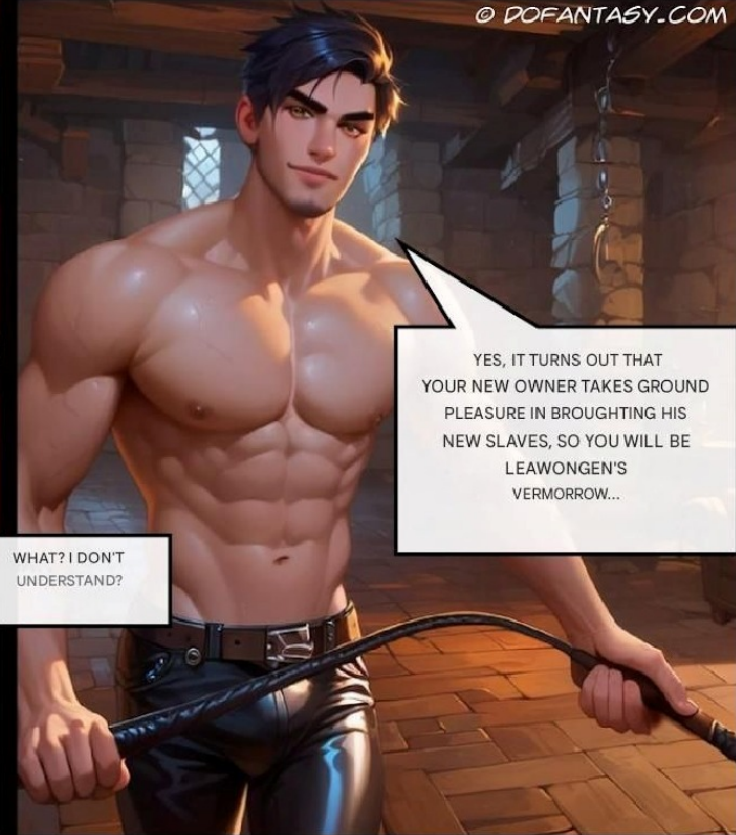 © DOFANTASY.COM
YES, IT TURNS OUT THAT
YOUR NEW OWNER TAKES GROUND
PLEASURE IN BROUGHTING HIS
NEW SLAVES, SO YOU WILL BE
LEAWONGEN'S
VERMORROW...
WHAT? I DON'T
UNDERSTAND?